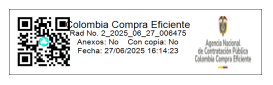 Colombia Compra Eficiente
Rad No. 2_2025_06_27_006475
Anexos: No Con copia: No
Fecha: 27/06/2025 16:14:23
Agencia Nacional
de Contratación Pública
Colombia Compra Eficiente